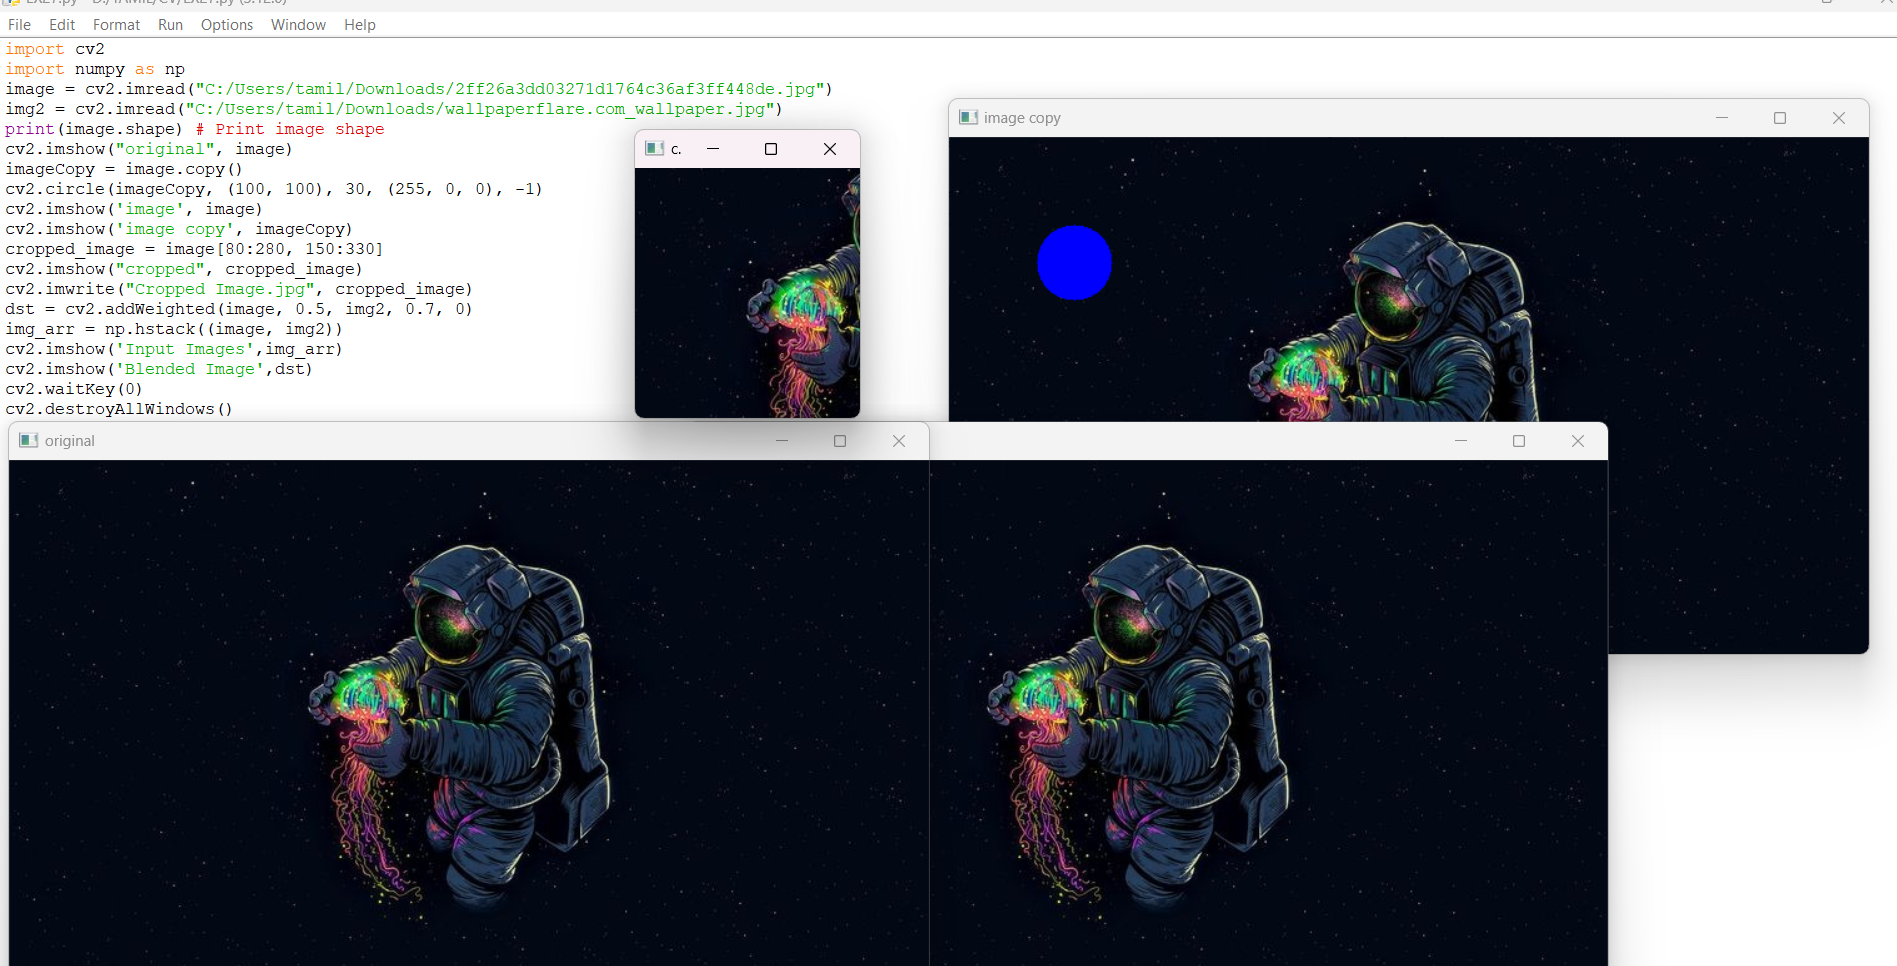 File Edit Format Run Options Window Help
import cv2
import numpy as np
image = cv2.imread("C:/Users/tamil/Downloads/2ff26a3dd03271d1764c36af3ff448de.jpg")
img2 = cv2.imread("C:/Users/tamil/Downloads/wallpaperflare.com_wallpaper.jpg")
print(image.shape) # Print image shape
cv2.imshow("original", image)
imageCopy = image.copy()
cv2.circle(imageCopy, (100, 100), 30, (255, 0, 0), -1)
cv2.imshow('image', image)
cv2.imshow('image copy', imageCopy)
cropped_image = image[80:280, 150:330]
cv2.imshow("cropped", cropped_image)
cv2.imwrite("Cropped Image.jpg", cropped_image)
dst = cv2.addWeighted(image, 0.5, img2, 0.7, 0)
img_arr = np.hstack((image, img2))
cv2.imshow('Input Images',img_arr)
cv2.imshow('Blended Image',dst)
cv2.waitKey(0)
cv2.destroyAllWindows()
c.
image copy
original